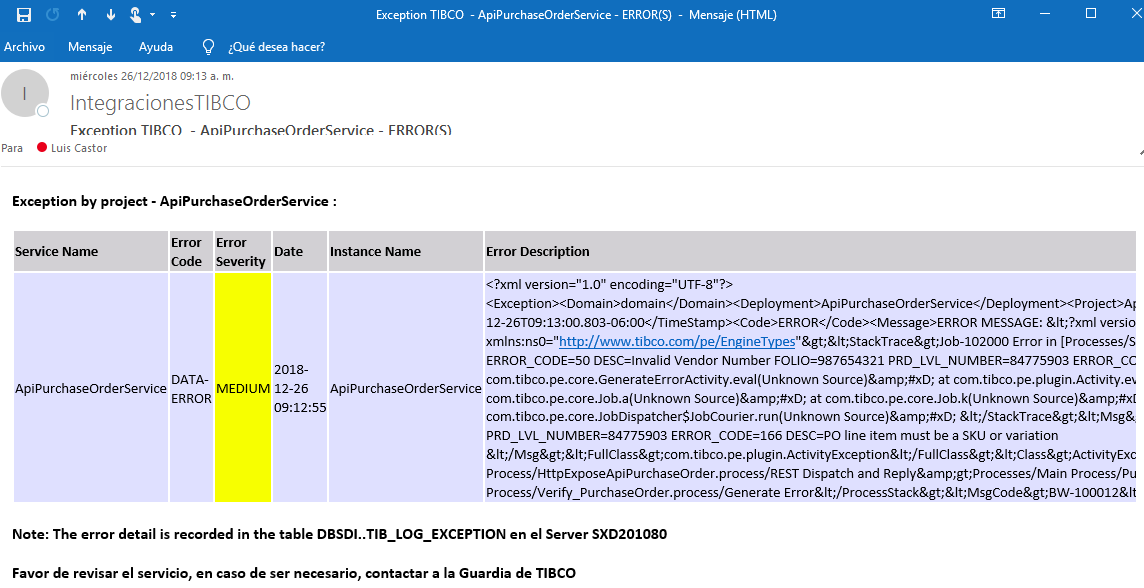 Exception TIBCO - ApiPurchaseOrderService - ERROR(S) - Mensaje (HTML)
Archivo Mensaje Ayuda ¿Qué desea hacer?
miércoles 26/12/2018 09:13 a. m.
I
IntegracionesTIBCO
Exception TIBCO - ApiPurchaseOrderService - ERROR(S)
Para Luis Castor
Exception by project - ApiPurchaseOrderService :
Service Name
Error Code
Error Severity
Date
Instance Name
Error Description
ApiPurchaseOrderService
DATA-
ERROR
MEDIUM
2018-
12-26
09:12:55
ApiPurchaseOrderService
<?xml version="1.0" encoding="UTF-8"?>
<Exception><Domain>domain</Domain><Deployment>ApiPurchaseOrderService</Deployment><Project>Ap
12-26T09:13:00.803-06:00</TimeStamp><Code>ERROR</Code><Message>ERROR MESSAGE: &lt;?xml versio
xmlns:ns0="http://www.tibco.com/pe/EngineTypes"&gt;&lt;StackTrace&gt;Job-102000 Error in [Processes/S
ERROR_CODE=50 DESC=Invalid Vendor Number FOLIO=987654321 PRD_LVL_NUMBER=84775903 ERROR_CO
com.tibco.pe.core.GenerateErrorActivity.eval(Unknown Source)&amp;#xD; at com.tibco.pe.plugin.Activity.ev
com.tibco.pe.core.Job.a(Unknown Source)&amp;#xD; at com.tibco.pe.core.Job.k(Unknown Source)&amp;#xD
com.tibco.pe.core.JobDispatcher$JobCourier.run(Unknown Source)&amp;#xD; &lt;/StackTrace&gt;&lt;Msg&
PRD_LVL_NUMBER=84775903 ERROR_CODE=166 DESC=PO line item must be a SKU or variation
&lt;/Msg&gt;&lt;FullClass&gt;com.tibco.pe.plugin.ActivityException&lt;/FullClass&gt;&lt;Class&gt;ActivityExc
Process/HttpExposeApiPurchaseOrder.process/REST Dispatch and Reply&amp;gt;Processes/Main Process/Pu
Process/Verify_PurchaseOrder.process/Generate Error&lt;/ProcessStack&gt;&lt;MsgCode&gt;BW-100012&lt
Note: The error detail is recorded in the table DBSDI..TIB_LOG_EXCEPTION en el Server SXD201080
Favor de revisar el servicio, en caso de ser necesario, contactar a la Guardia de TIBCO